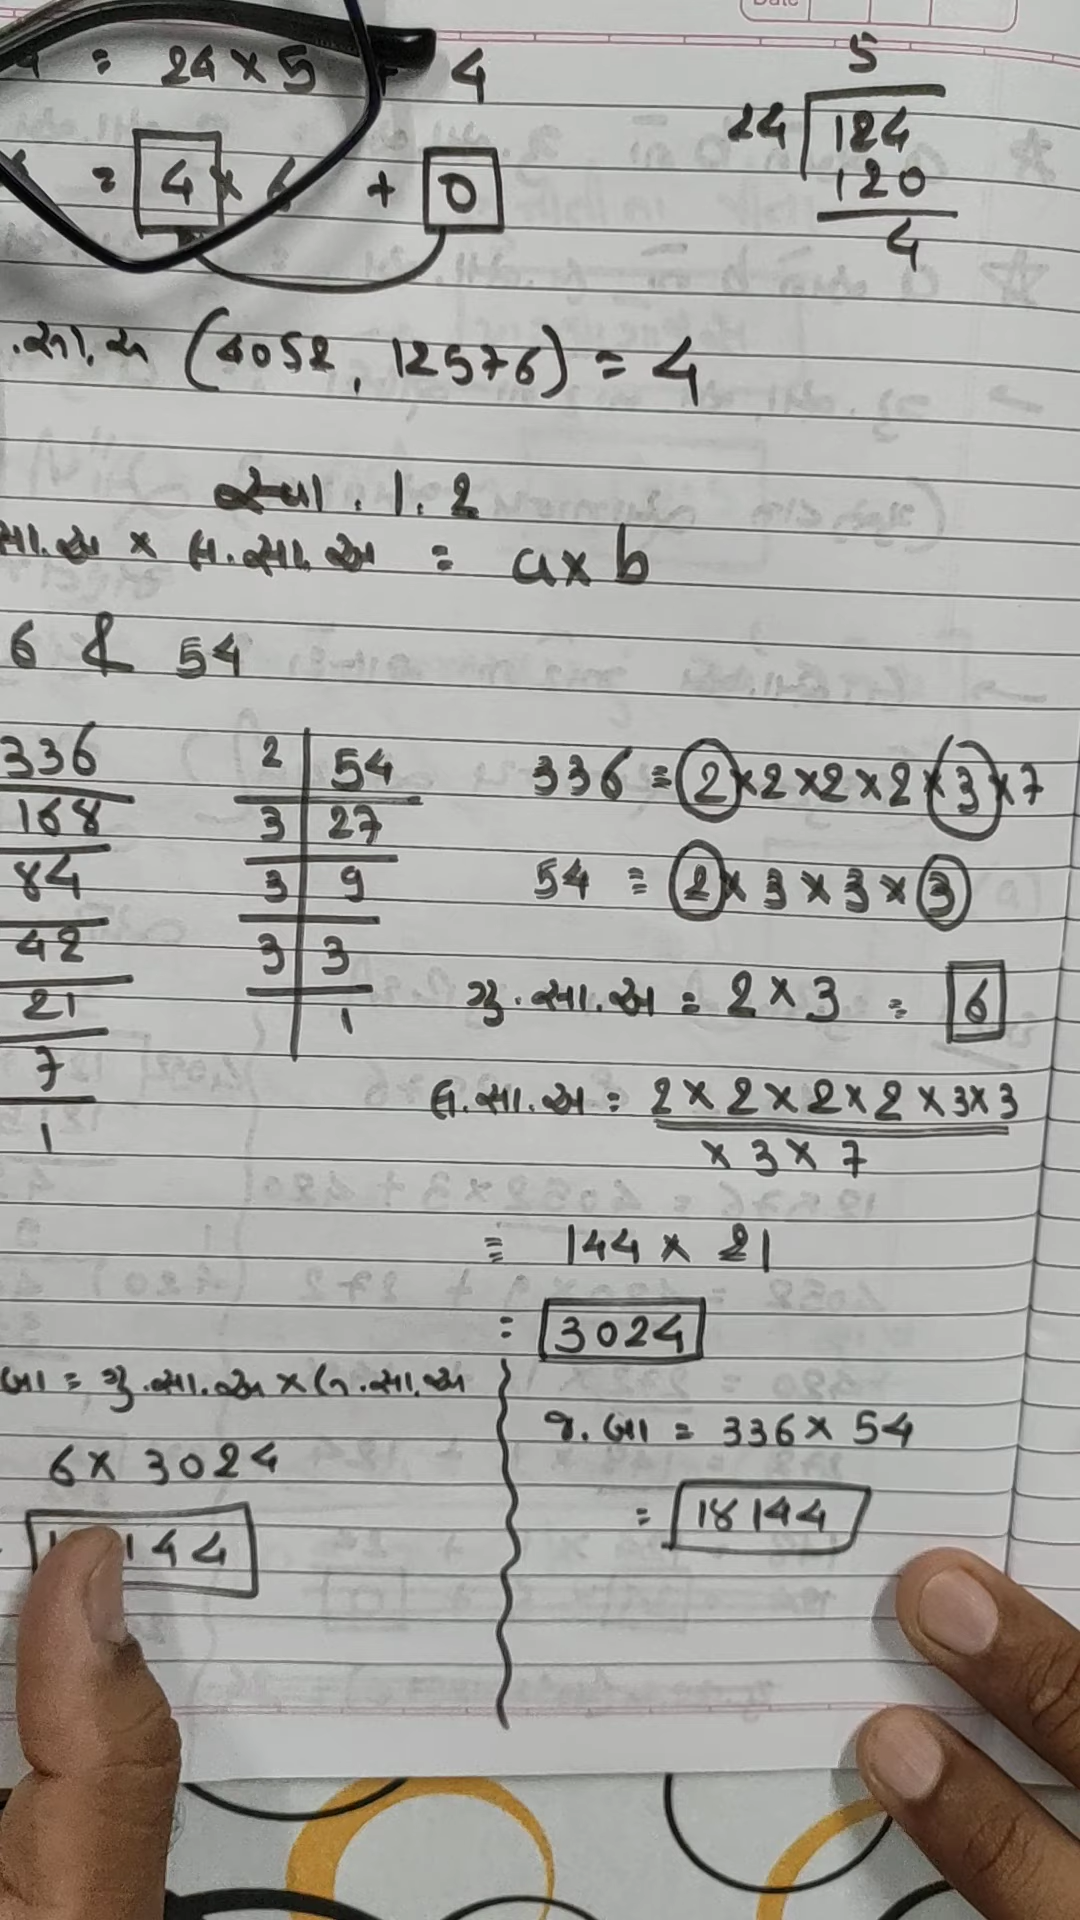 Date
= 24 × 5 + 4
= 4 × 6 + 0
5
24 124
120
4
.સા.અ (4052, 12576) = 4
સ્વા. 1.2
સા.અ × લ.સા.અ = a×b
6 & 54
336
168
84
42
21
7
1
2 54
3 27
3 9
3 3
1
336 = 2×2×2×2×3×7
54 = 2×3×3×3
ગુ.સા.અ = 2×3 = 6
લ.સા.અ = 2×2×2×2×3×3
×3×7
= 144 × 21
= 3024
બા = ગુ.સા.અ × લ.સા.અ
6× 3024
144
જ.બા = 336 × 54
= 18144